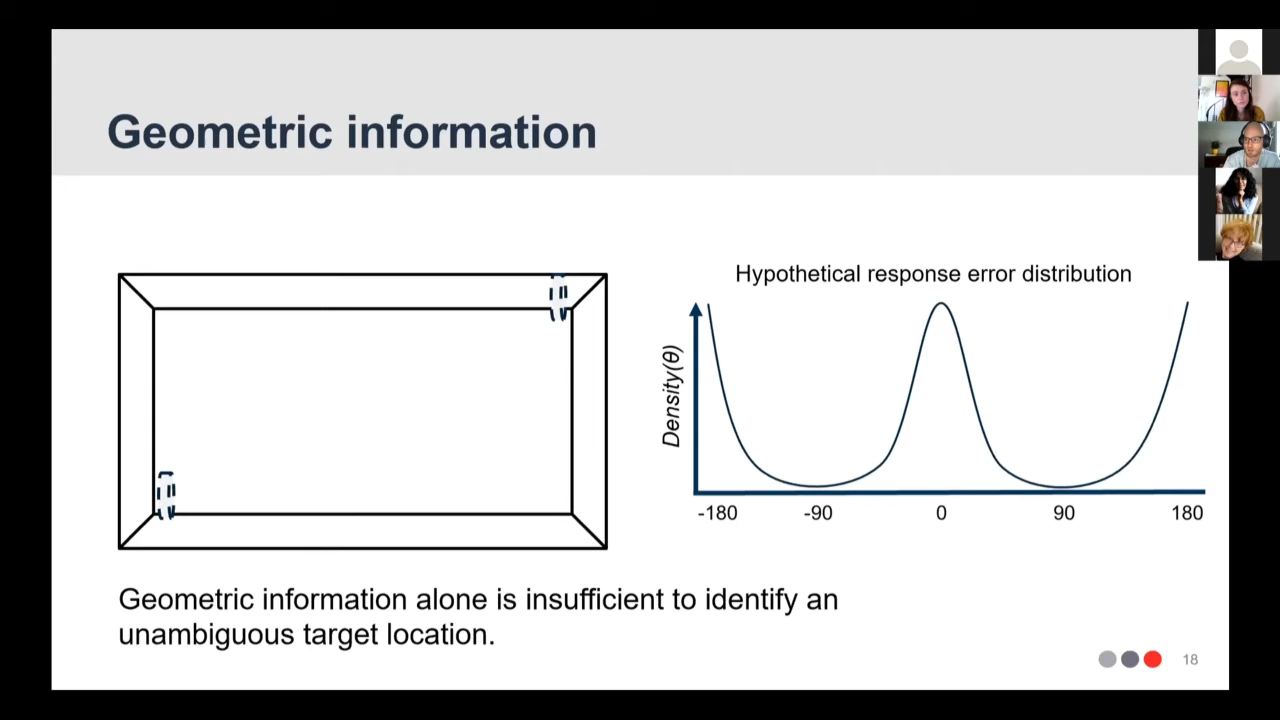 Geometric information
Hypothetical response error distribution
Density(θ)
-180
-90
0
90
180
Geometric information alone is insufficient to identify an
unambiguous target location.
18